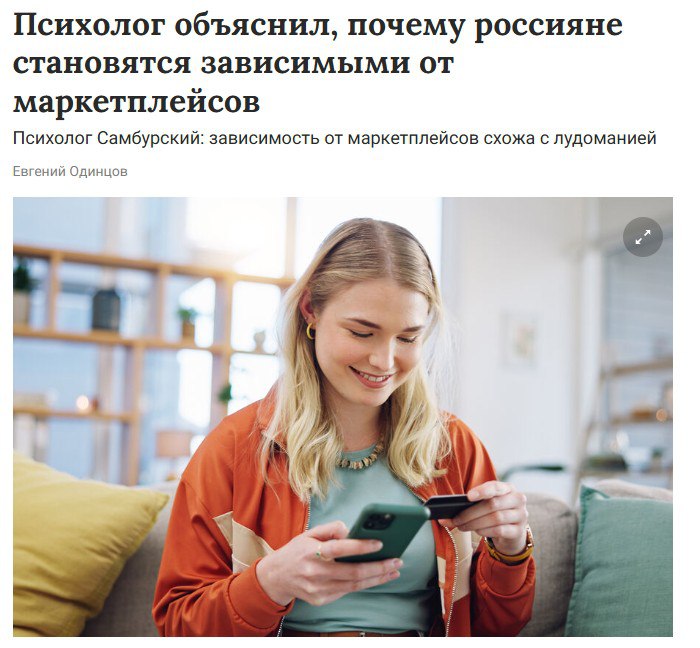 Психолог объяснил, почему россияне
становятся зависимыми от
маркетплейсов
Психолог Самбурский: зависимость от маркетплейсов схожа с лудоманией
Евгений Одинцов